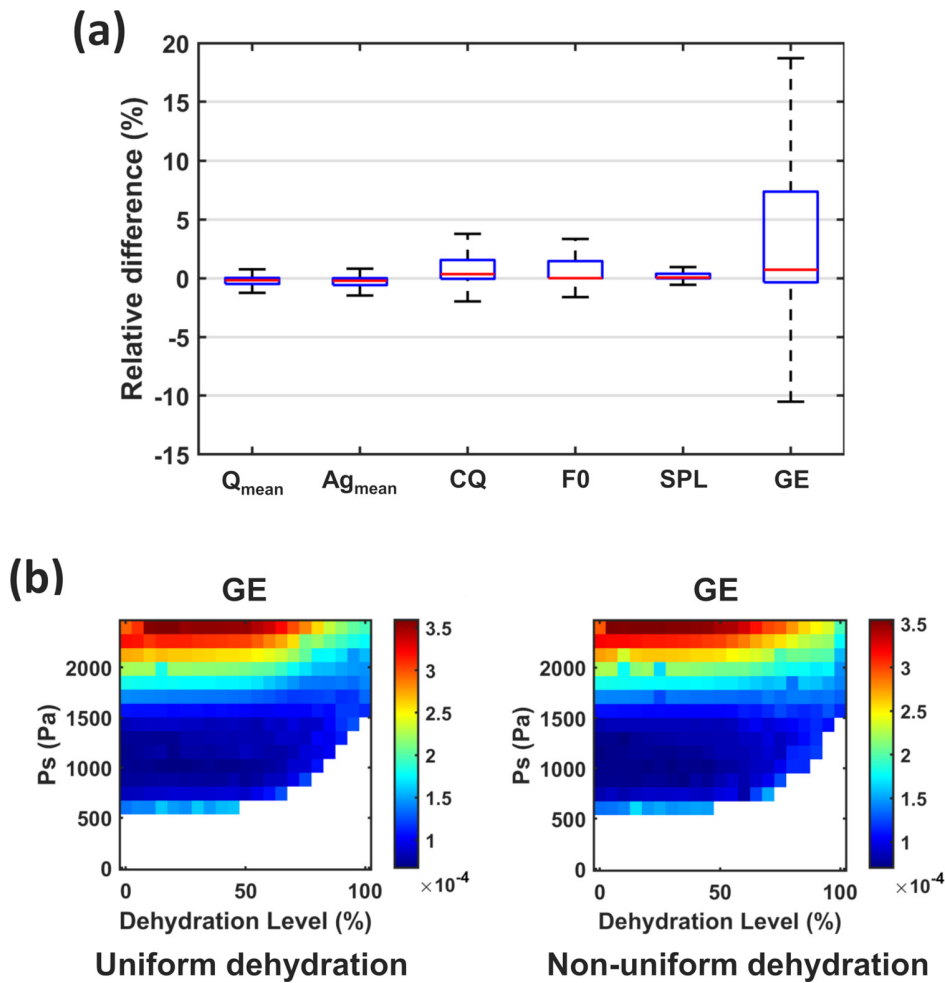 (a)
Relative difference (%)
20
15
10
5
0
-5
-10
-15
Qmean
Agmean
CQ
F0
SPL
GE
(b)
GE
Ps (Pa)
2000
1500
1000
500
0
0
50
100
Dehydration Level (%)
3.5
3
2.5
2
1.5
1
×10-4
Uniform dehydration
GE
Ps (Pa)
2000
1500
1000
500
0
0
50
100
Dehydration Level (%)
3.5
3
2.5
2
1.5
1
×10-4
Non-uniform dehydration